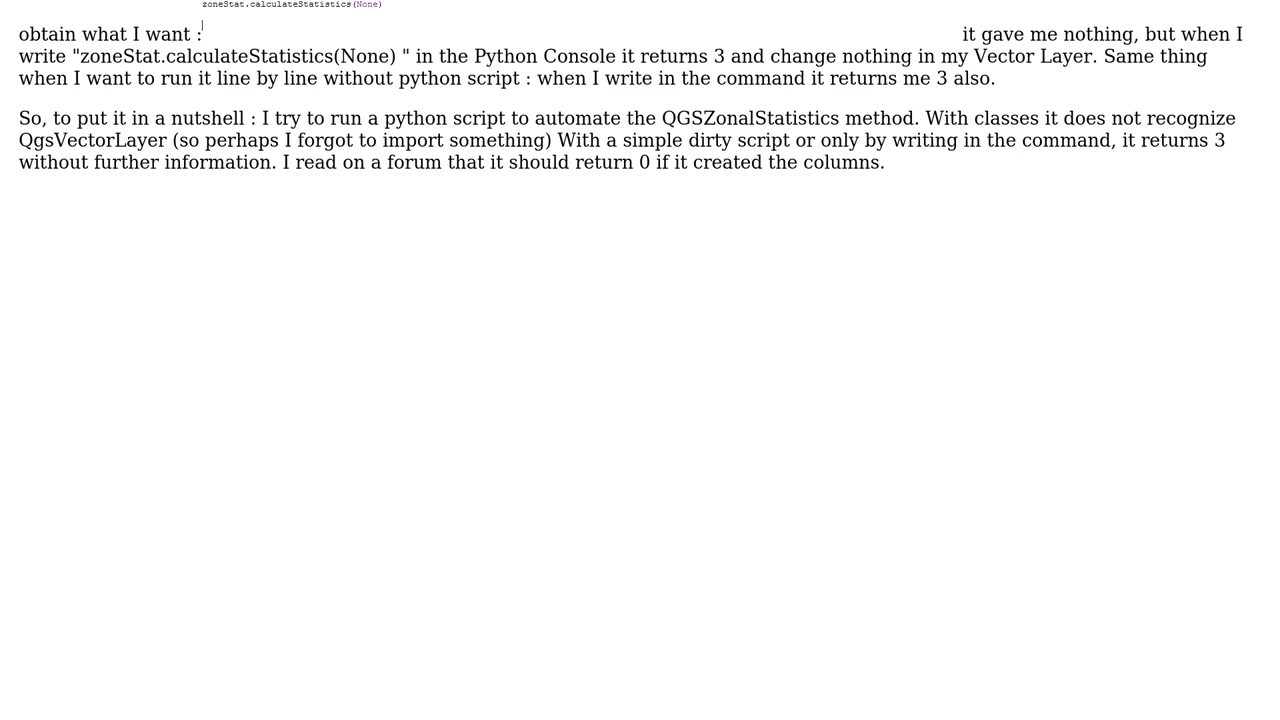 zoneStat.calculateStatistics(None)
obtain what I want : it gave me nothing, but when I
write "zoneStat.calculateStatistics(None) " in the Python Console it returns 3 and change nothing in my Vector Layer. Same thing
when I want to run it line by line without python script : when I write in the command it returns me 3 also.
So, to put it in a nutshell : I try to run a python script to automate the QGSZonalStatistics method. With classes it does not recognize
QgsVectorLayer (so perhaps I forgot to import something) With a simple dirty script or only by writing in the command, it returns 3
without further information. I read on a forum that it should return 0 if it created the columns.